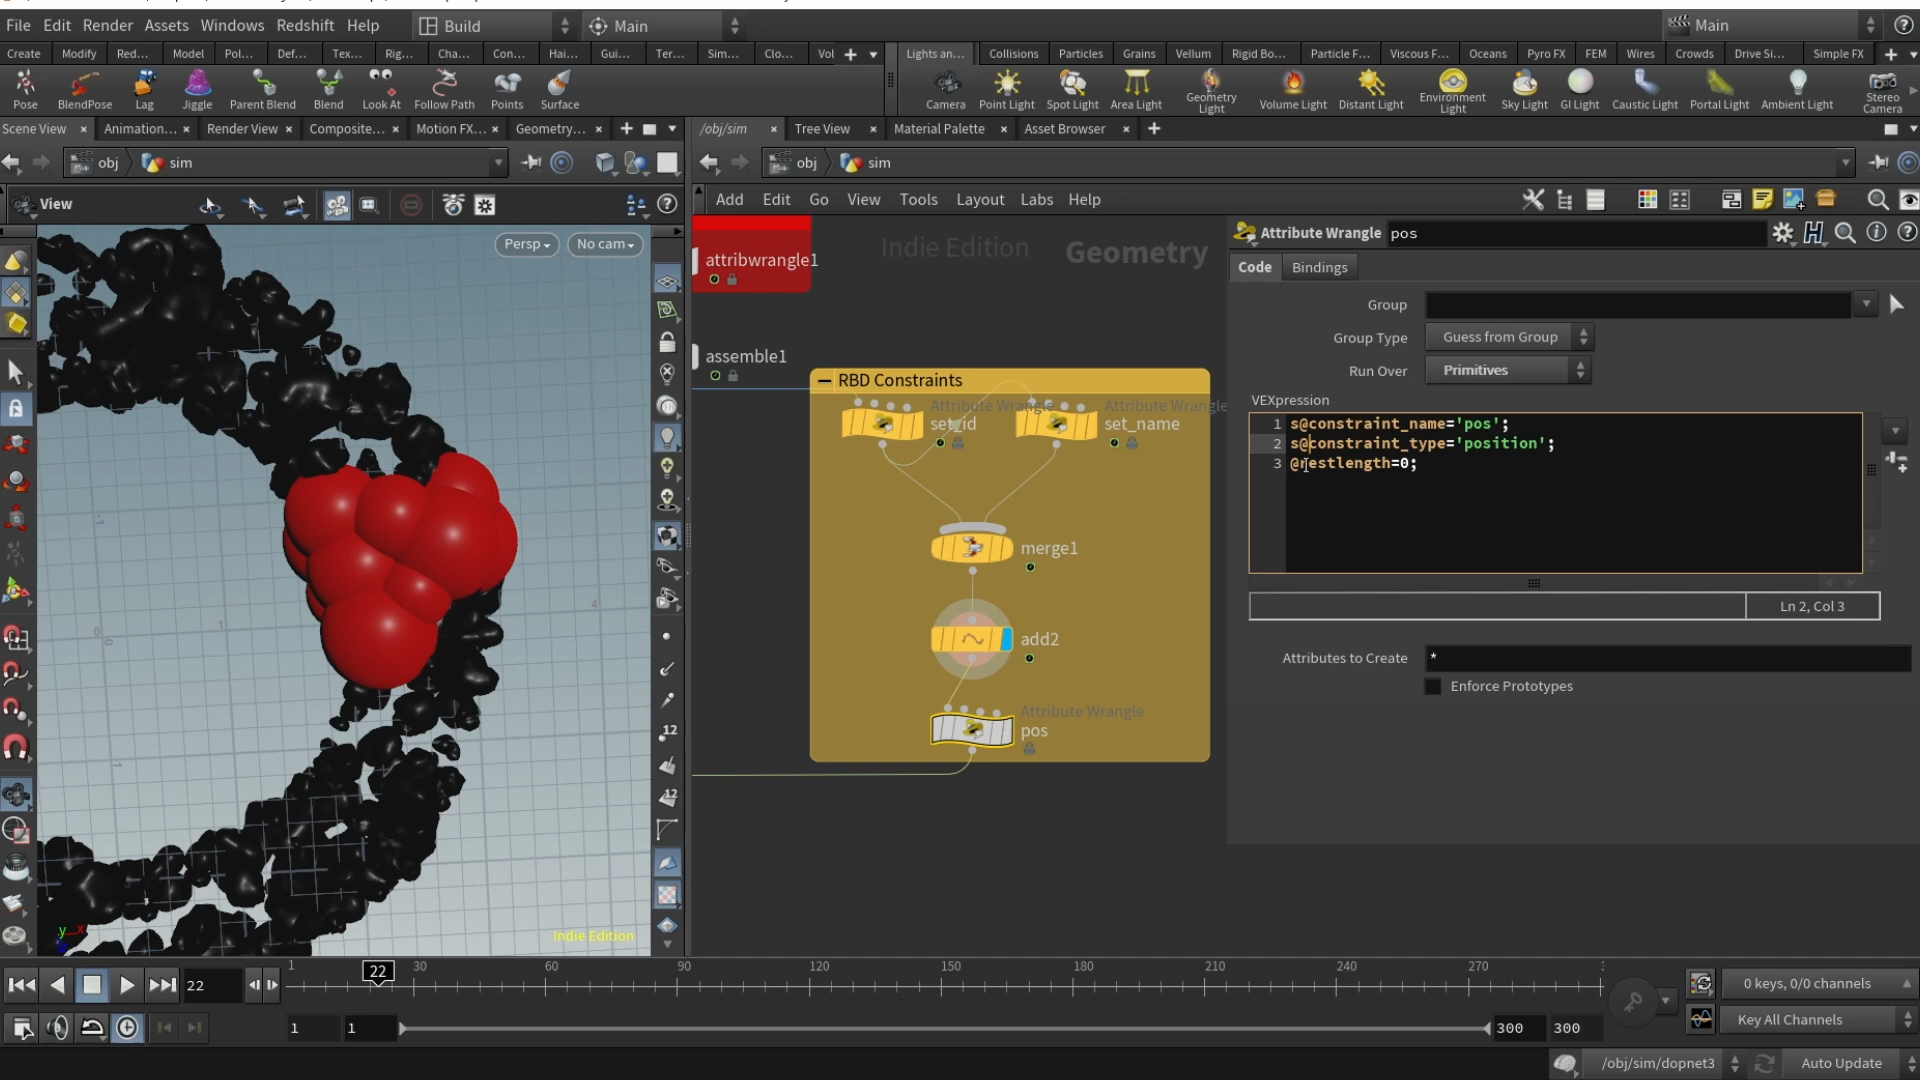 File Edit Render Assets Windows Redshift Help Build Main Main
Create Modify Red... Model Pol... Def... Tex... Rig... Cha... Con... Hai... Gui... Ter... Sim... Clo... Vol
Lights an... Collisions Particles Grains Vellum Rigid Bo... Particle F... Viscous F... Oceans Pyro FX FEM Wires Crowds Drive Si... Simple FX
Pose BlendPose Lag Jiggle Parent Blend Blend Look At Follow Path Points Surface
Camera Point Light Spot Light Area Light Geometry Light Volume Light Distant Light Environment Light Sky Light GI Light Caustic Light Portal Light Ambient Light Stereo Camera
Scene View Animation... Render View Composite... Motion FX... Geometry...
/obj/sim Tree View Material Palette Asset Browser
obj sim
obj sim
View
Add Edit Go View Tools Layout Labs Help
Persp No cam
Indie Edition Geometry
attribwrangle1
assemble1
RBD Constraints
Attribute Wrangle Attribute Wrangle
set_id set_name
merge1
add2
Attribute Wrangle
pos
Attribute Wrangle pos
Code Bindings
Group
Group Type Guess from Group
Run Over Primitives
VEXpression
1 s@constraint_name='pos';
2 s@constraint_type='position';
3 @restlength=0;
Ln 2, Col 3
Attributes to Create *
Enforce Prototypes
12
12
y x
Indie Edition
1 22 30 60 90 120 150 180 210 240 270
22
0 keys, 0/0 channels
1 1 300 300
Key All Channels
/obj/sim/dopnet3 Auto Update